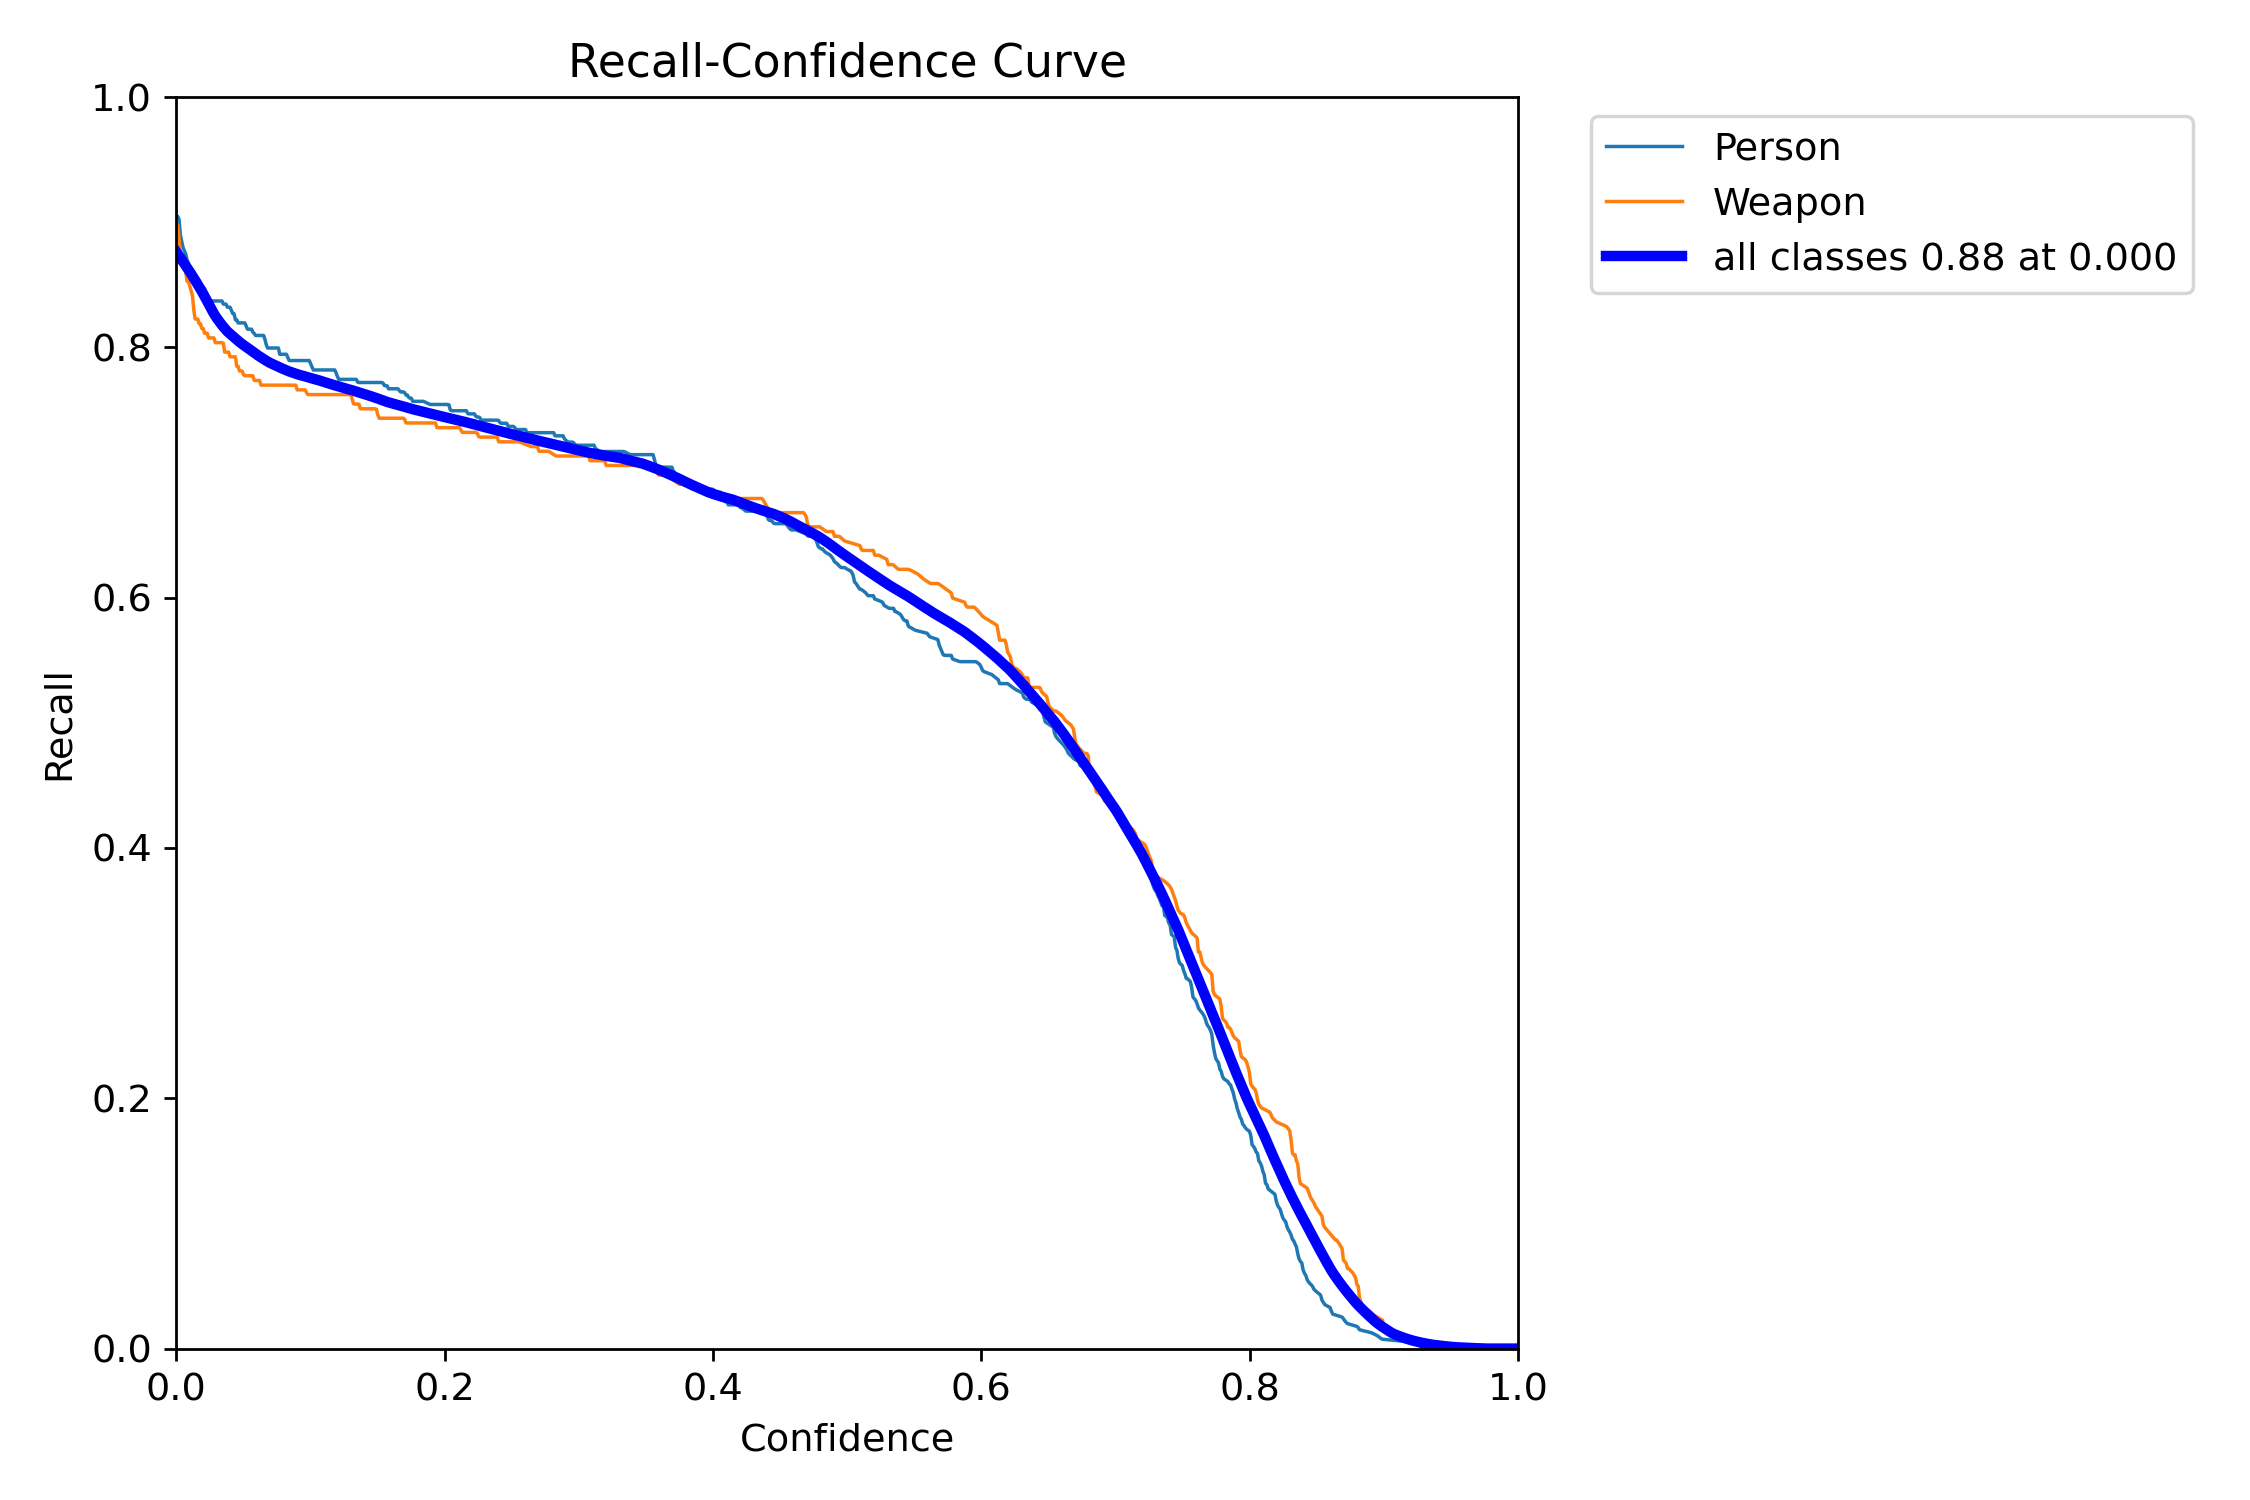 Recall-Confidence Curve
1.0
0.8
0.6
0.4
0.2
0.0
Recall
0.0 0.2 0.4 0.6 0.8 1.0
Confidence
Person
Weapon
all classes 0.88 at 0.000